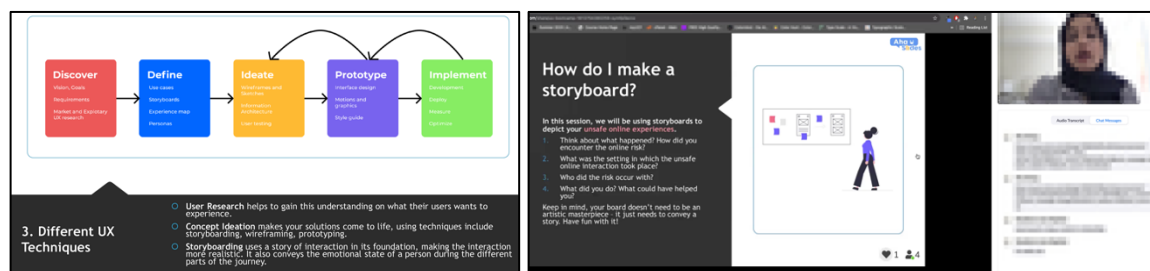 Discover
Vision, Goals
Requirements
Market and Expratory
UX research
Define
Use cases
Storyboards
Experience map
Personas
Ideate
Wireframes and
Sketches
Information
Architecture
User testing
Prototype
Interface design
Motions and
graphics
Style guide
Implement
Development
Deploy
Measure
Optimize
3. Different UX
Techniques
User Research helps to gain this understanding on what their users wants to
experience.
Concept Ideation makes your solutions come to life, using techniques include
storyboarding, wireframing, prototyping.
Storyboarding uses a story of interaction in its foundation, making the interaction
more realistic. It also conveys the emotional state of a person during the different
parts of the journey.
Reading List
Aha
Slides
How do I make a
storyboard?
In this session, we will be using storyboards to
depict your unsafe online experiences.
1. Think about what happened? How did you
encounter the online risk?
2. What was the setting in which the unsafe
online interaction took place?
3. Who did the risk occur with?
4. What did you do? What could have helped
you?
Keep in mind, your board doesn't need to be an
artistic masterpiece - it just needs to convey a
story. Have fun with it!
1
4
Audio Transcript
Chat Messages